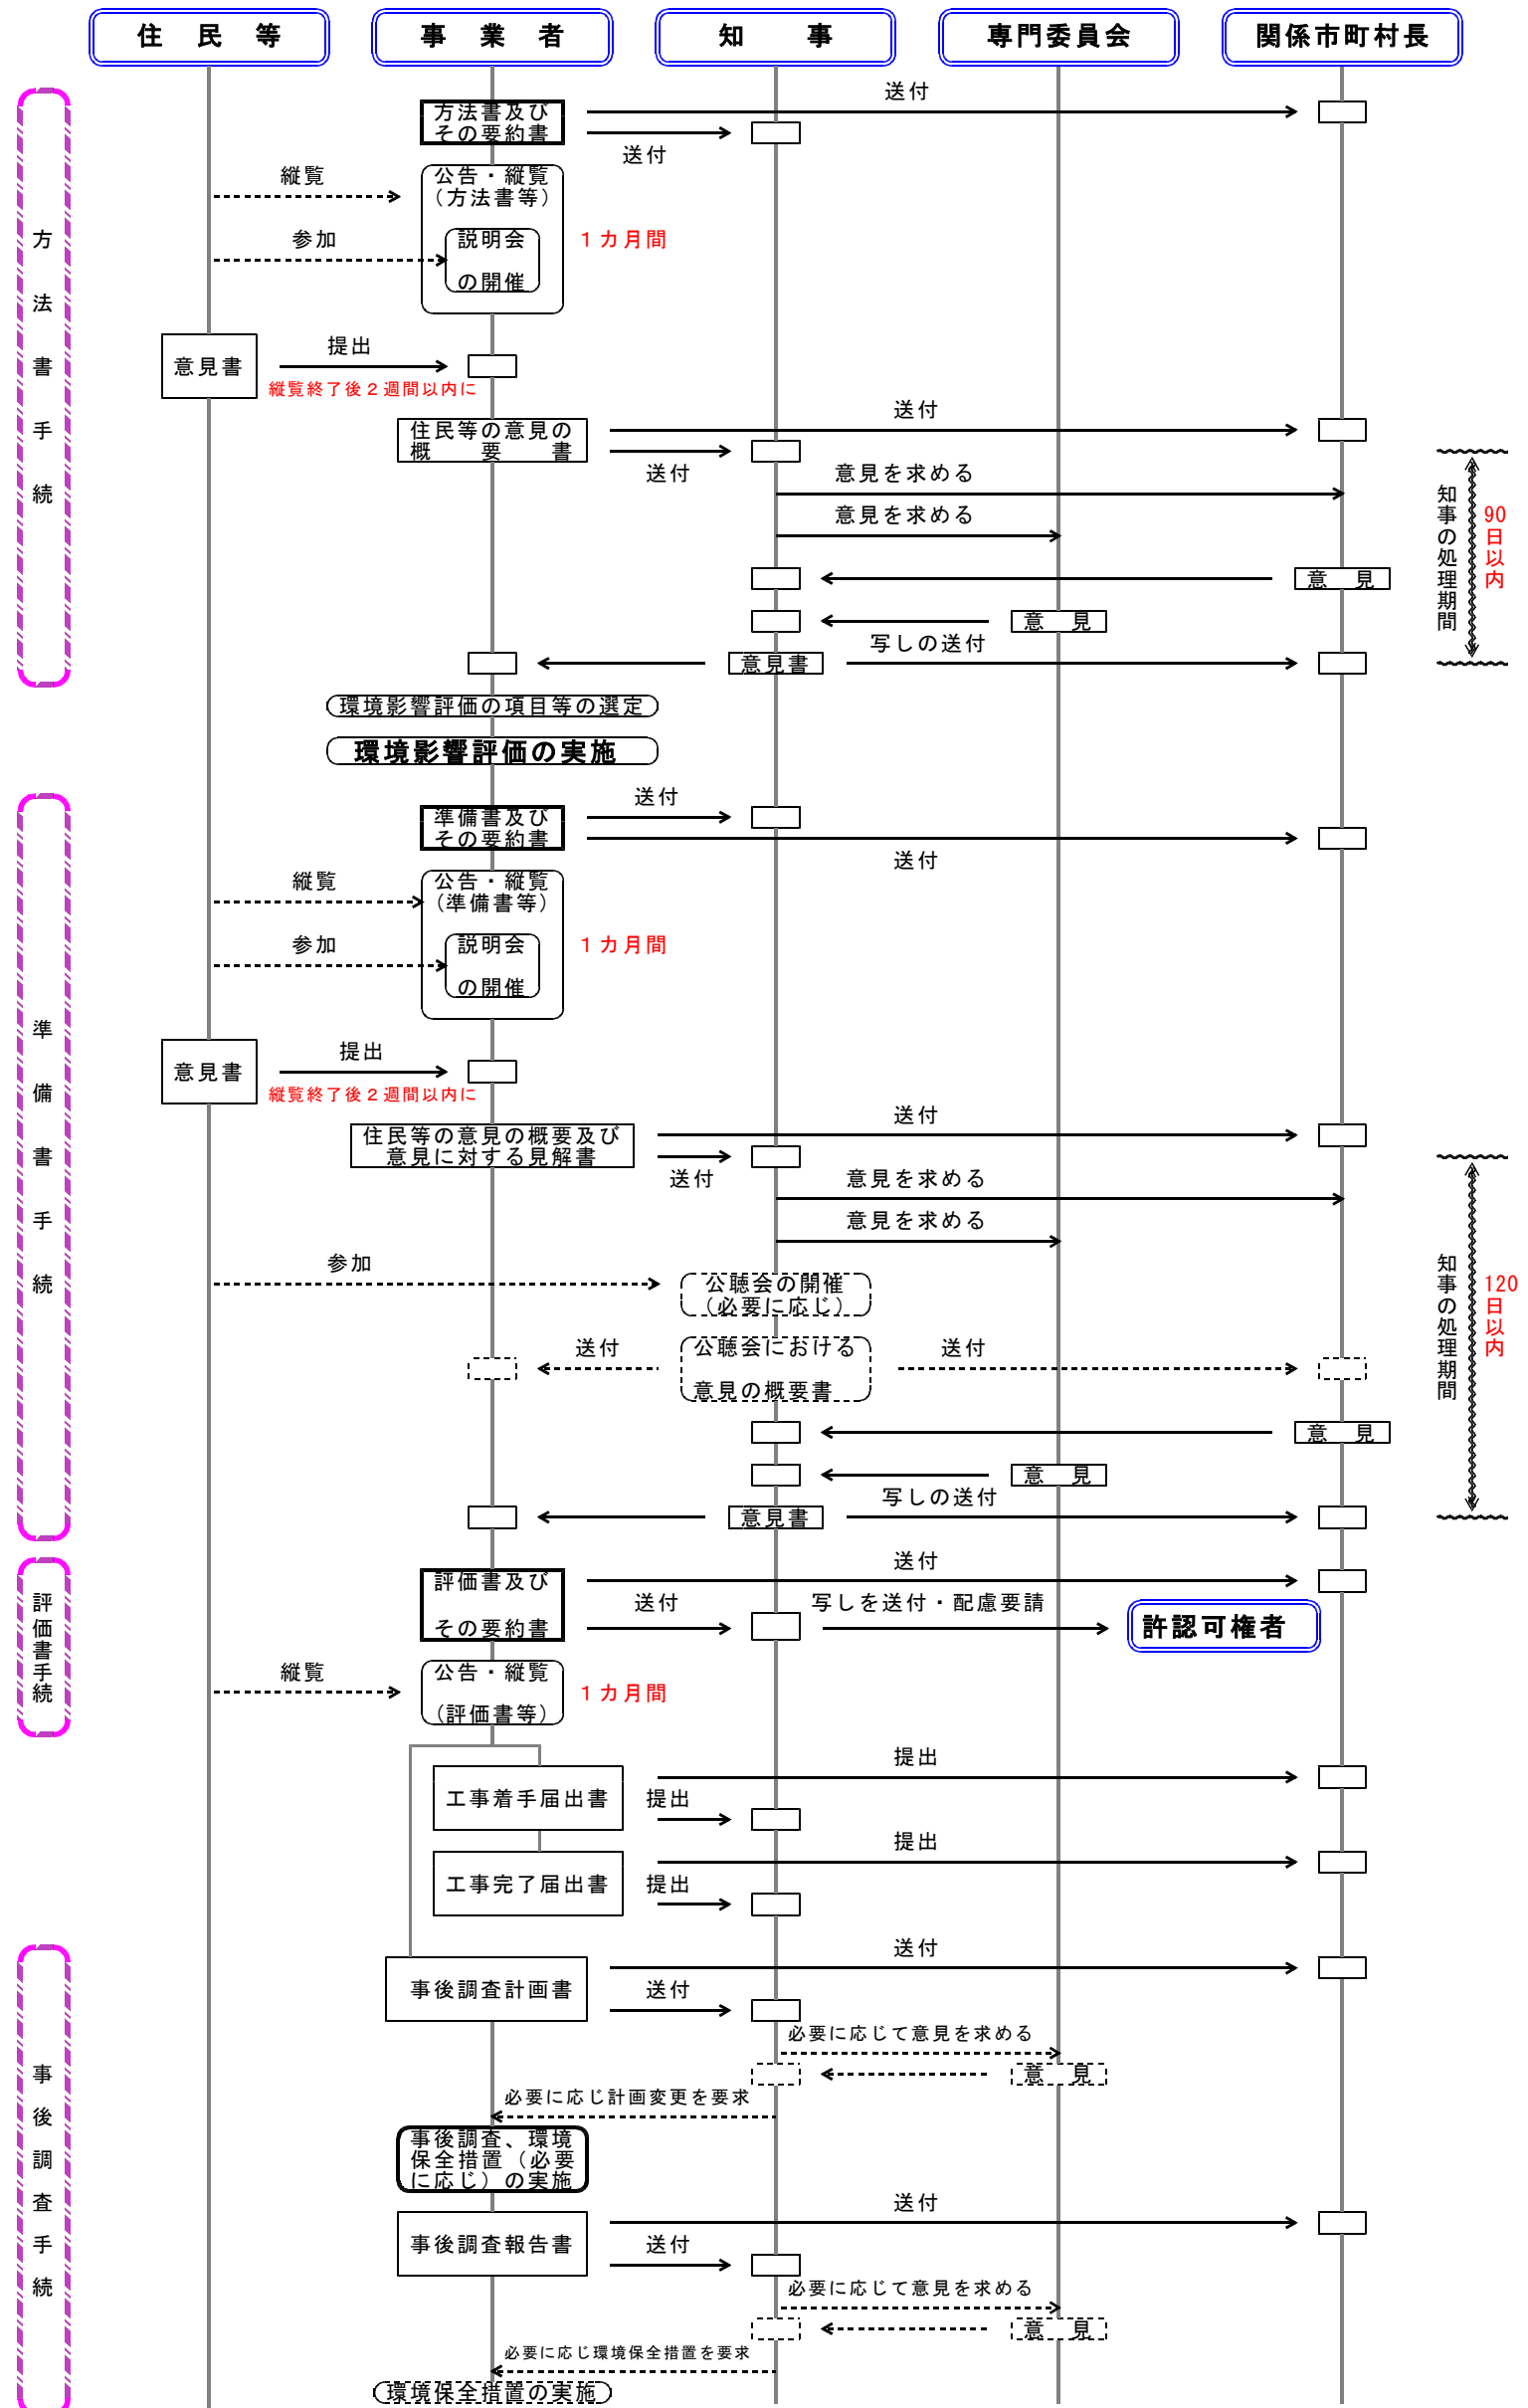 住　民　等
事　業　者
知　　事
専門委員会
関係市町村長
方法書手続
方法書及び
その要約書
送付
送付
縦覧
公告・縦覧
（方法書等）
参加
説明会
の開催
１カ月間
意見書
提出
縦覧終了後２週間以内に
住民等の意見の
概　　要　　書
送付
送付
意見を求める
意見を求める
知事の処理期間
90日以内
意　見
意　見
写しの送付
意見書
環境影響評価の項目等の選定
環境影響評価の実施
準備書手続
準備書及び
その要約書
送付
送付
縦覧
公告・縦覧
（準備書等）
参加
説明会
の開催
１カ月間
意見書
提出
縦覧終了後２週間以内に
住民等の意見の概要及び
意見に対する見解書
送付
送付
意見を求める
意見を求める
知事の処理期間
120日以内
参加
公聴会の開催
（必要に応じ）
送付
公聴会における
意見の概要書
送付
意　見
意　見
写しの送付
意見書
評価書手続
評価書及び
その要約書
送付
送付
写しを送付・配慮要請
許認可権者
縦覧
公告・縦覧
（評価書等）
１カ月間
工事着手届出書
提出
提出
工事完了届出書
提出
提出
事後調査手続
事後調査計画書
送付
送付
必要に応じて意見を求める
意　見
必要に応じ計画変更を要求
事後調査、環境
保全措置（必要
に応じ）の実施
事後調査報告書
送付
送付
必要に応じて意見を求める
意　見
必要に応じ環境保全措置を要求
環境保全措置の実施